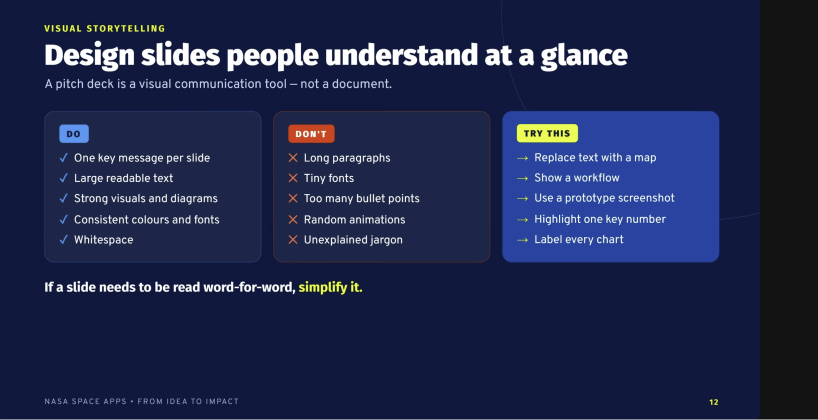 VISUAL STORYTELLING
Design slides people understand at a glance
A pitch deck is a visual communication tool — not a document.
DO
✓ One key message per slide
✓ Large readable text
✓ Strong visuals and diagrams
✓ Consistent colours and fonts
✓ Whitespace
DON'T
✕ Long paragraphs
✕ Tiny fonts
✕ Too many bullet points
✕ Random animations
✕ Unexplained jargon
TRY THIS
→ Replace text with a map
→ Show a workflow
→ Use a prototype screenshot
→ Highlight one key number
→ Label every chart
If a slide needs to be read word-for-word, simplify it.
NASA SPACE APPS • FROM IDEA TO IMPACT
12